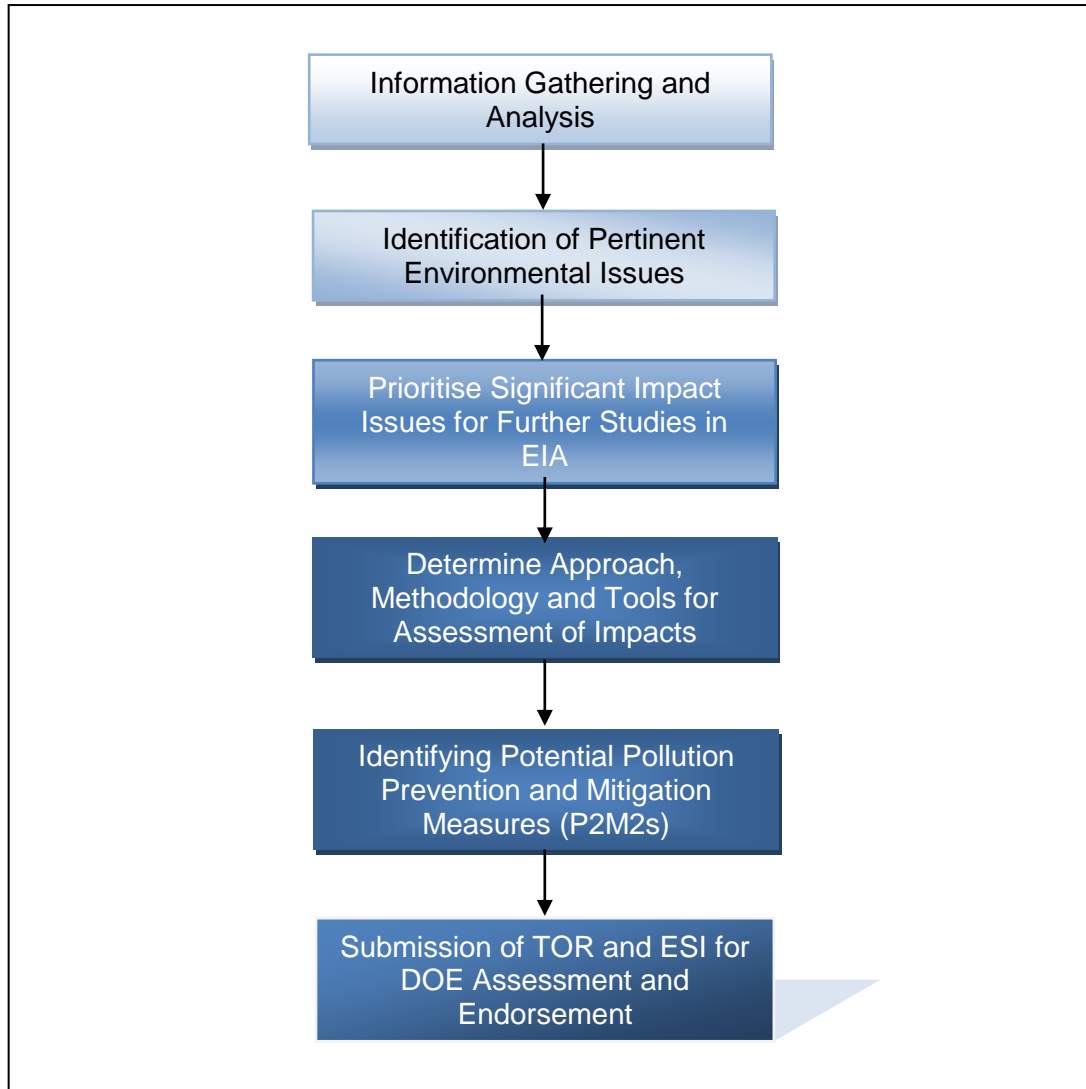 Information Gathering and
Analysis
Identification of Pertinent
Environmental Issues
Prioritise Significant Impact
Issues for Further Studies in
EIA
Determine Approach,
Methodology and Tools for
Assessment of Impacts
Identifying Potential Pollution
Prevention and Mitigation
Measures (P2M2s)
Submission of TOR and ESI for
DOE Assessment and
Endorsement